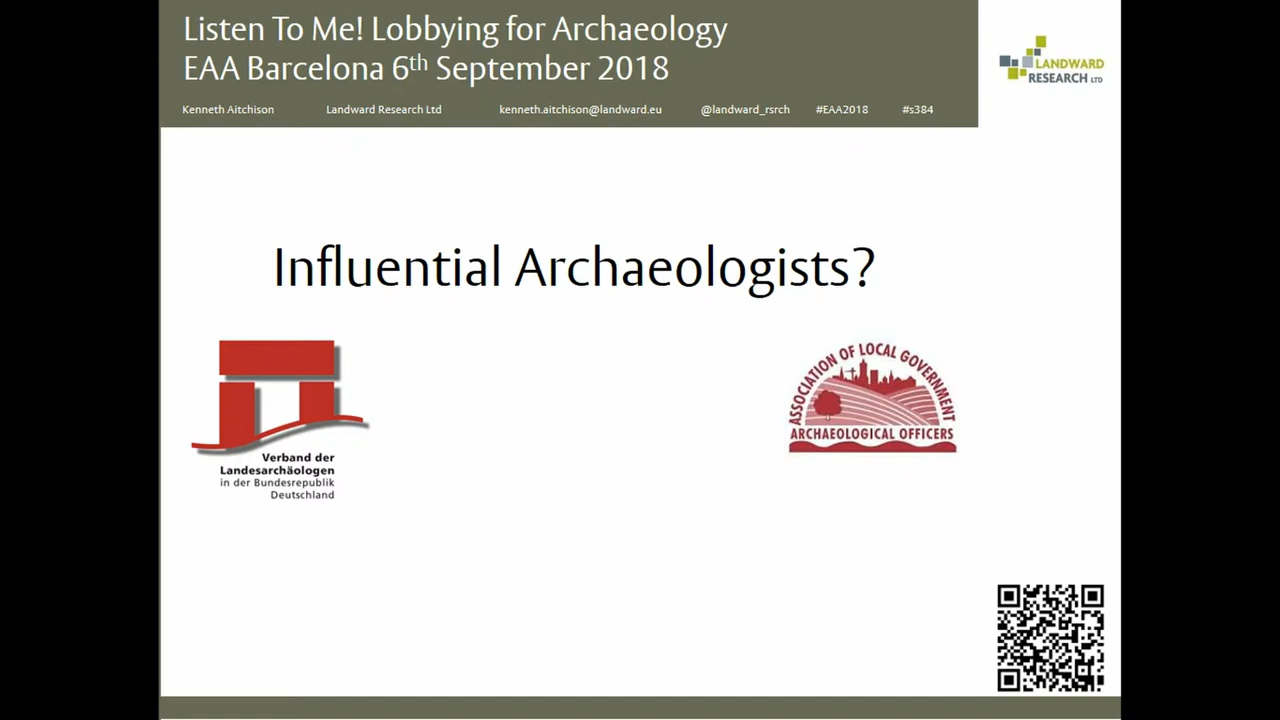 Listen To Me! Lobbying for Archaeology
EAA Barcelona 6th September 2018
Kenneth Aitchison Landward Research Ltd kenneth.aitchison@landward.eu @landward_rsrch #EAA2018 #s384
LANDWARD
RESEARCH LTD
Influential Archaeologists?
Verband der
Landesarchäologen
in der Bundesrepublik
Deutschland
ASSOCIATION OF LOCAL GOVERNMENT
ARCHAEOLOGICAL OFFICERS